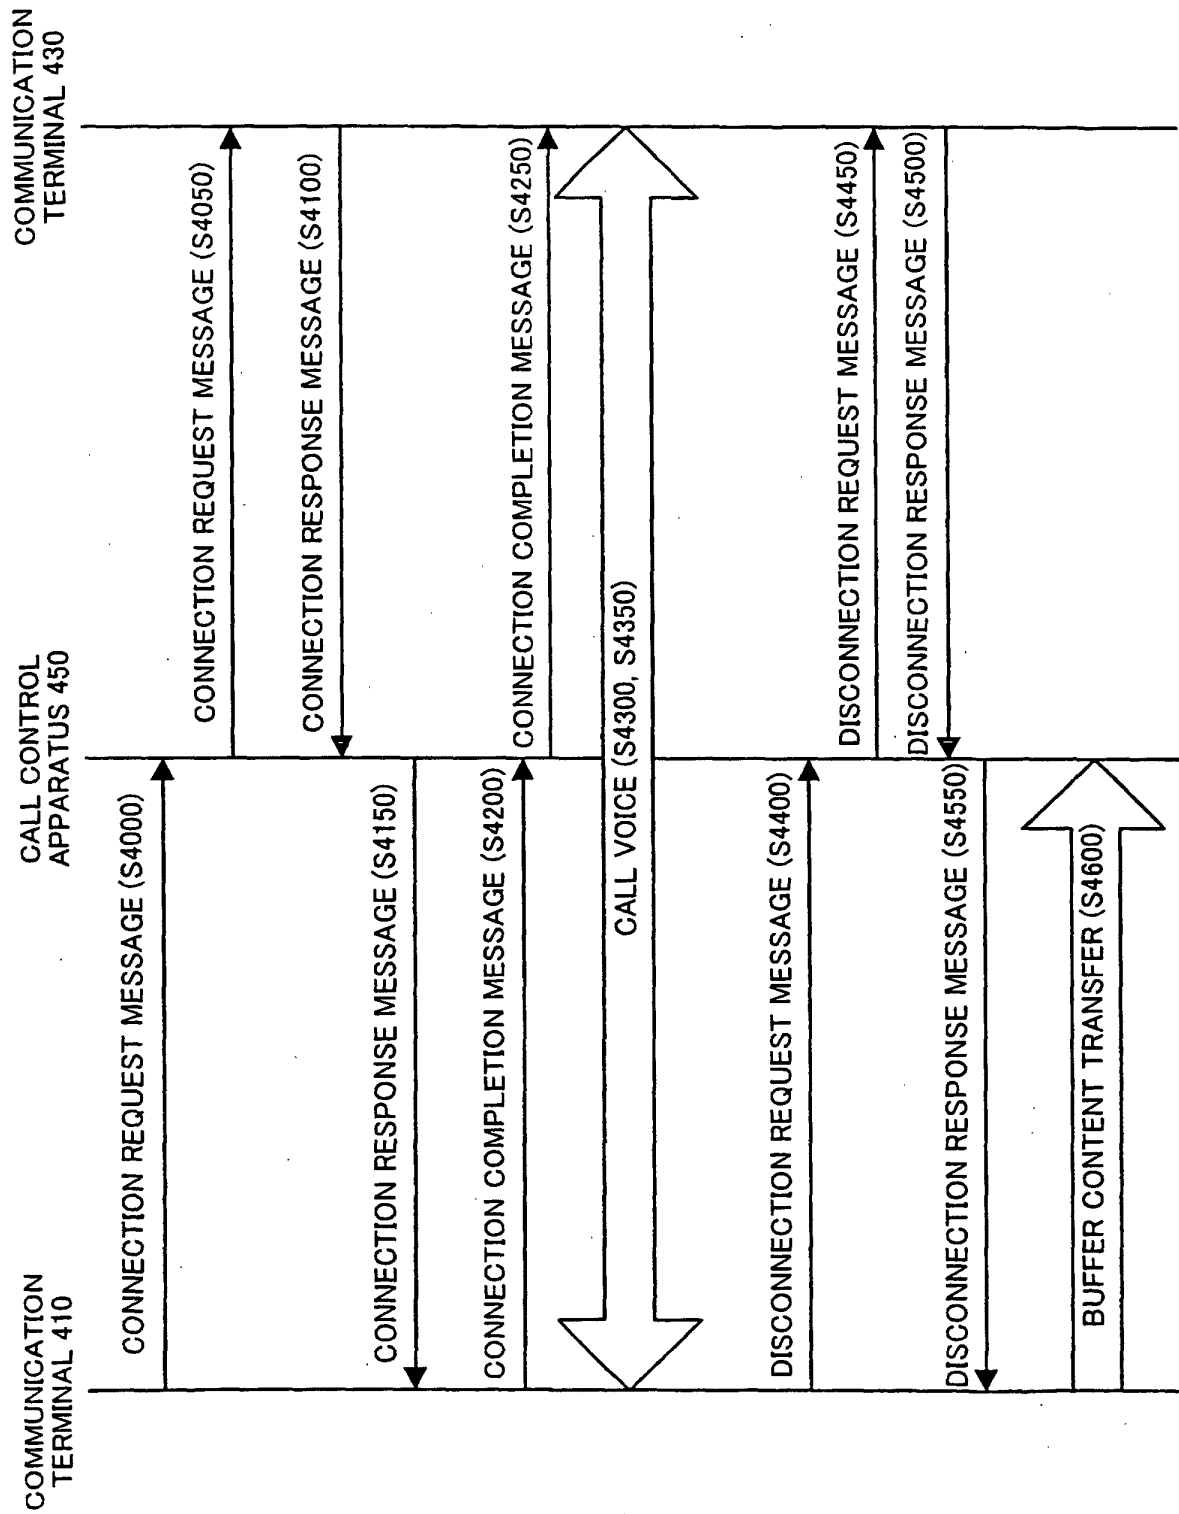 COMMUNICATION
TERMINAL 410
CALL CONTROL
APPARATUS 450
COMMUNICATION
TERMINAL 430
CONNECTION REQUEST MESSAGE (S4000)
CONNECTION REQUEST MESSAGE (S4050)
CONNECTION RESPONSE MESSAGE (S4100)
CONNECTION RESPONSE MESSAGE (S4150)
CONNECTION COMPLETION MESSAGE (S4200)
CONNECTION COMPLETION MESSAGE (S4250)
CALL VOICE (S4300, S4350)
DISCONNECTION REQUEST MESSAGE (S4400)
DISCONNECTION REQUEST MESSAGE (S4450)
DISCONNECTION RESPONSE MESSAGE (S4500)
DISCONNECTION RESPONSE MESSAGE (S4550)
BUFFER CONTENT TRANSFER (S4600)